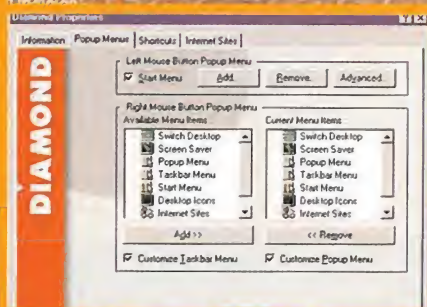 Diamond Properties
Information Popup Menus Shortcuts Internet Sites
DIAMOND
Left Mouse Button Popup Menu
Start Menu Add Remove Advanced
Right Mouse Button Popup Menu
Available Menu Items: Current Menu Items:
Switch Desktop Switch Desktop
Screen Saver Screen Saver
Popup Menu Popup Menu
Taskbar Menu Taskbar Menu
Start Menu Start Menu
Desktop Icons Desktop Icons
Internet Sites Internet Sites
Add >> << Remove
Customize Taskbar Menu Customize Popup Menu